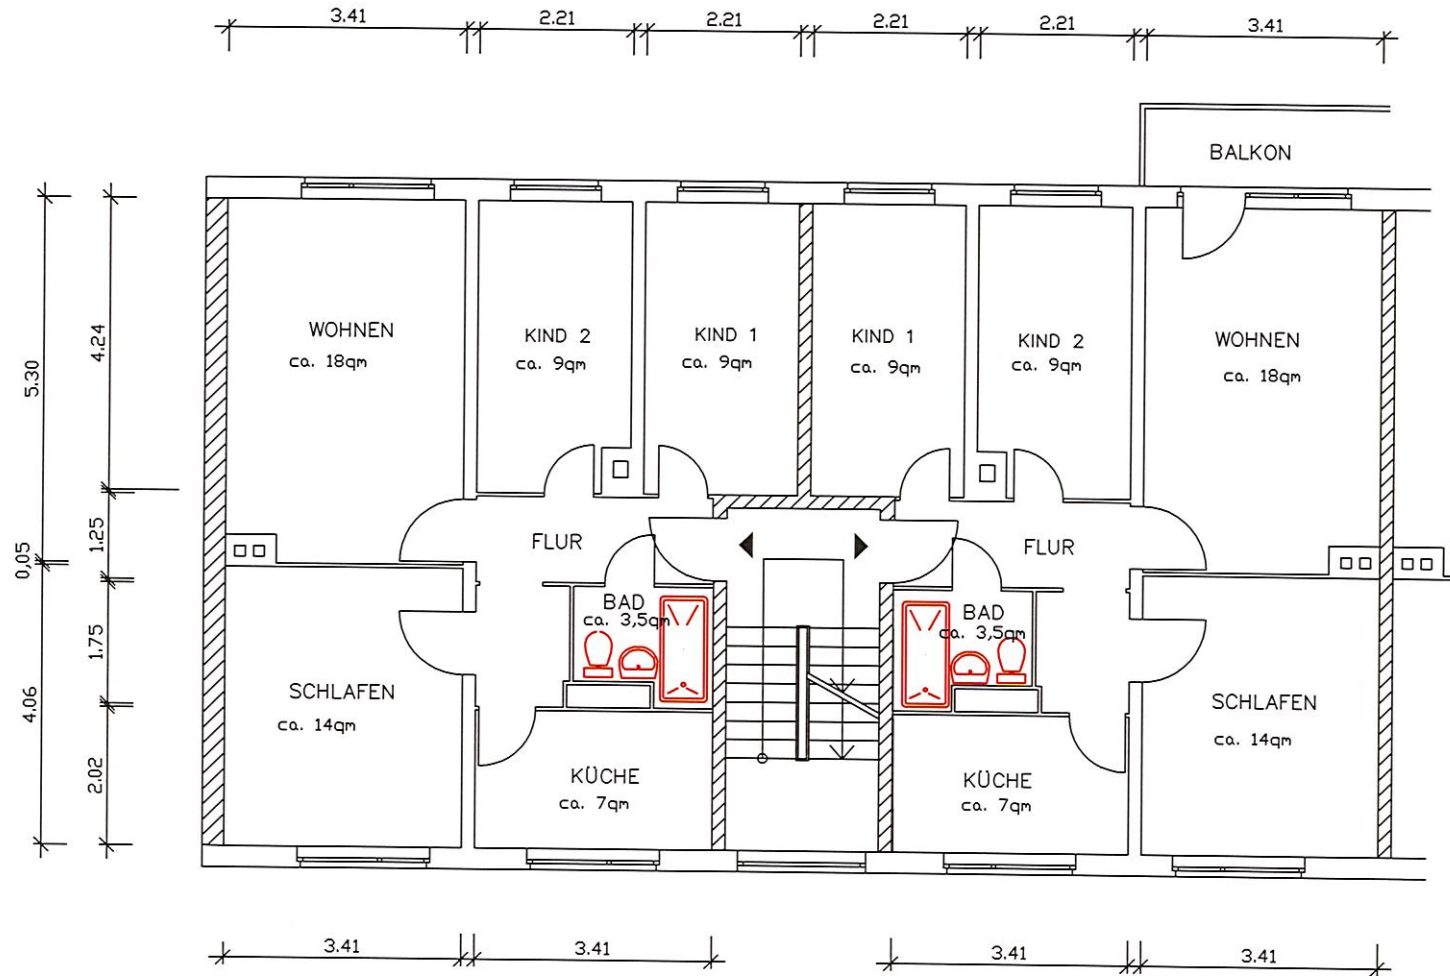 3.41
2.21
2.21
2.21
2.21
3.41
BALKON
5.30
0,05
4.06
4.24
1.25
1.75
2.02
WOHNEN
ca. 18qm
KIND 2
ca. 9qm
KIND 1
ca. 9qm
KIND 1
ca. 9qm
KIND 2
ca. 9qm
WOHNEN
ca. 18qm
FLUR
FLUR
BAD
ca. 3,5qm
BAD
ca. 3,5qm
SCHLAFEN
ca. 14qm
SCHLAFEN
ca. 14qm
KÜCHE
ca. 7qm
KÜCHE
ca. 7qm
3.41
3.41
3.41
3.41